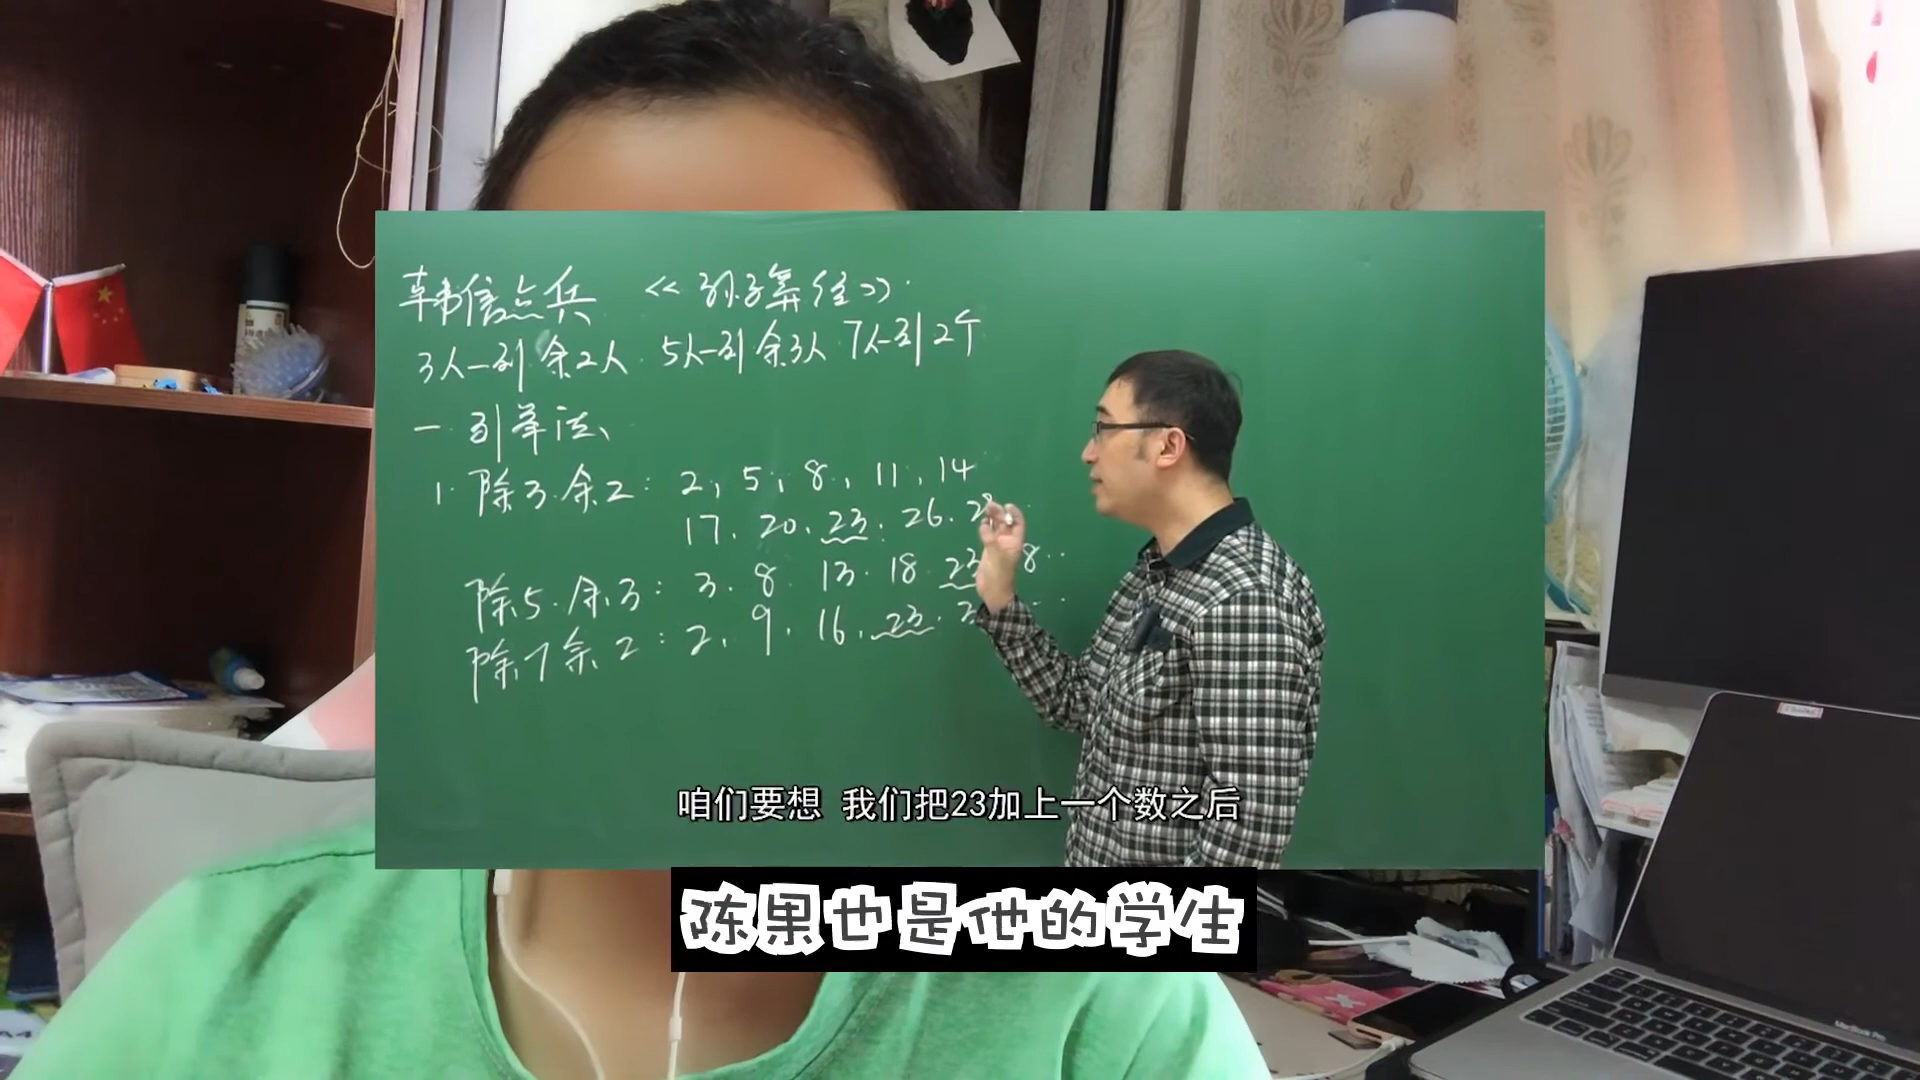 韩信点兵 《孙子算经》
3人一列余2人 5人一列余3人 7人一列2个
一.列举法
1. 除3余2: 2, 5, 8, 11, 14
17. 20. 23. 26.
除5余3: 3. 8. 13. 18. 23 8...
除7余2: 2. 9. 16. 23.
咱们要想 我们把23加上一个数之后
陈果也是他的学生
MacBook Pro